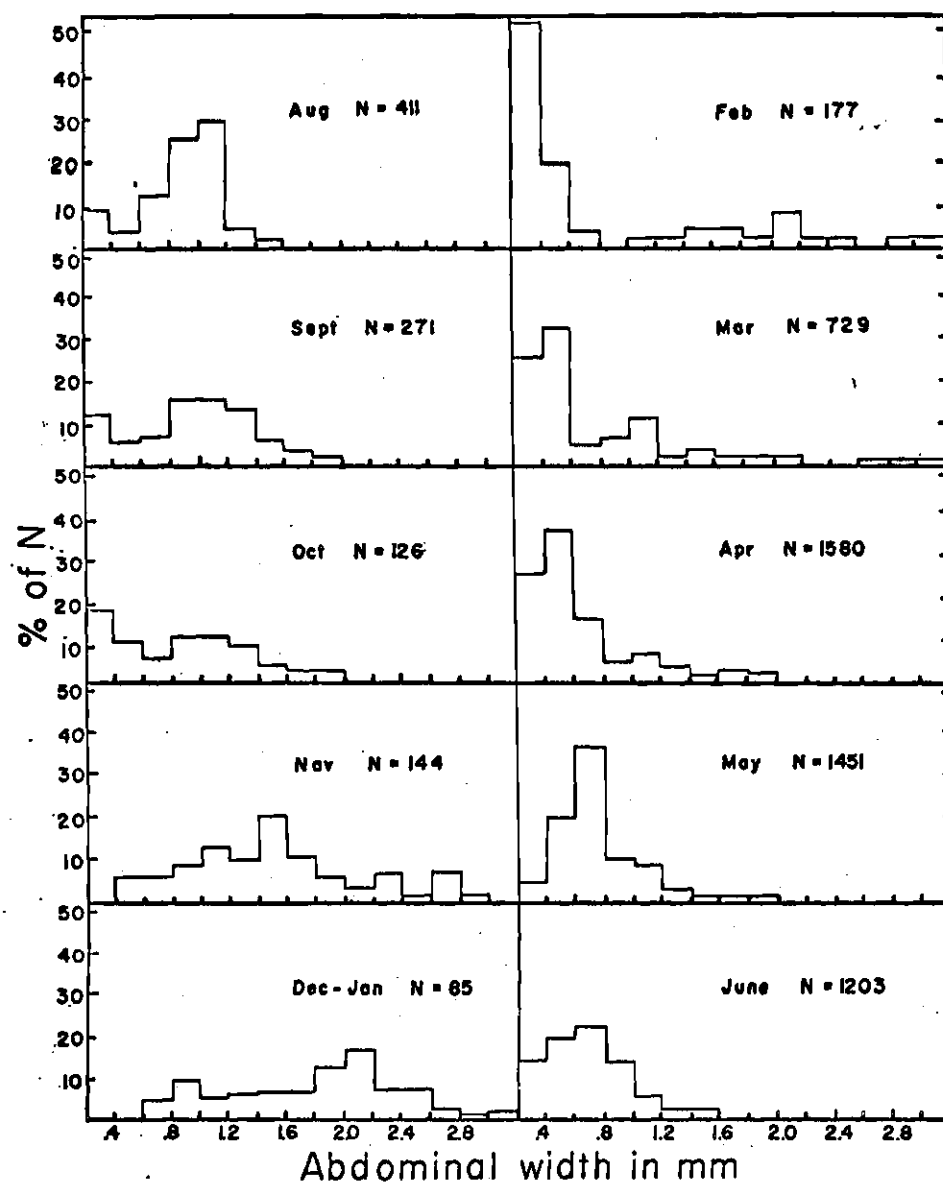 50
40
30
20
10
Aug N = 411
Feb N = 177
50
40
30
20
10
Sept N = 271
Mar N = 729
50
40
30
20
10
Oct N = 126
Apr N = 1580
50
40
30
20
10
Nov N = 144
May N = 1451
50
40
30
20
10
Dec-Jan N = 85
June N = 1203
% of N
.4 .8 1.2 1.6 2.0 2.4 2.8 .4 .8 1.2 1.6 2.0 2.4 2.8
Abdominal width in mm